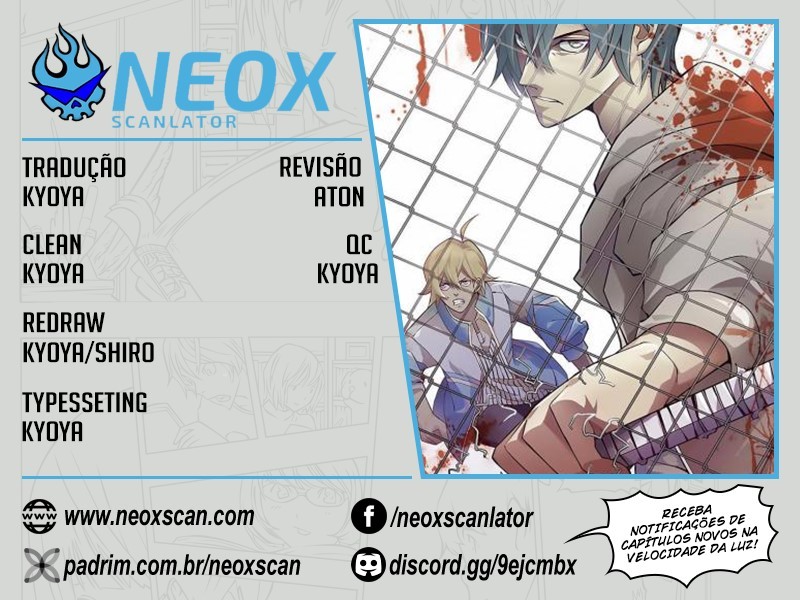 NEOX
SCANLATOR
TRADUÇÃO
KYOYA
REVISÃO
ATON
CLEAN
KYOYA
QC
KYOYA
REDRAW
KYOYA/SHIRO
TYPESSETING
KYOYA
www.neoxscan.com
/neoxscanlator
padrim.com.br/neoxscan
discord.gg/9ejcmbx
RECEBA
NOTIFICAÇÕES DE
CAPÍTULOS NOVOS NA
VELOCIDADE DA LUZ!